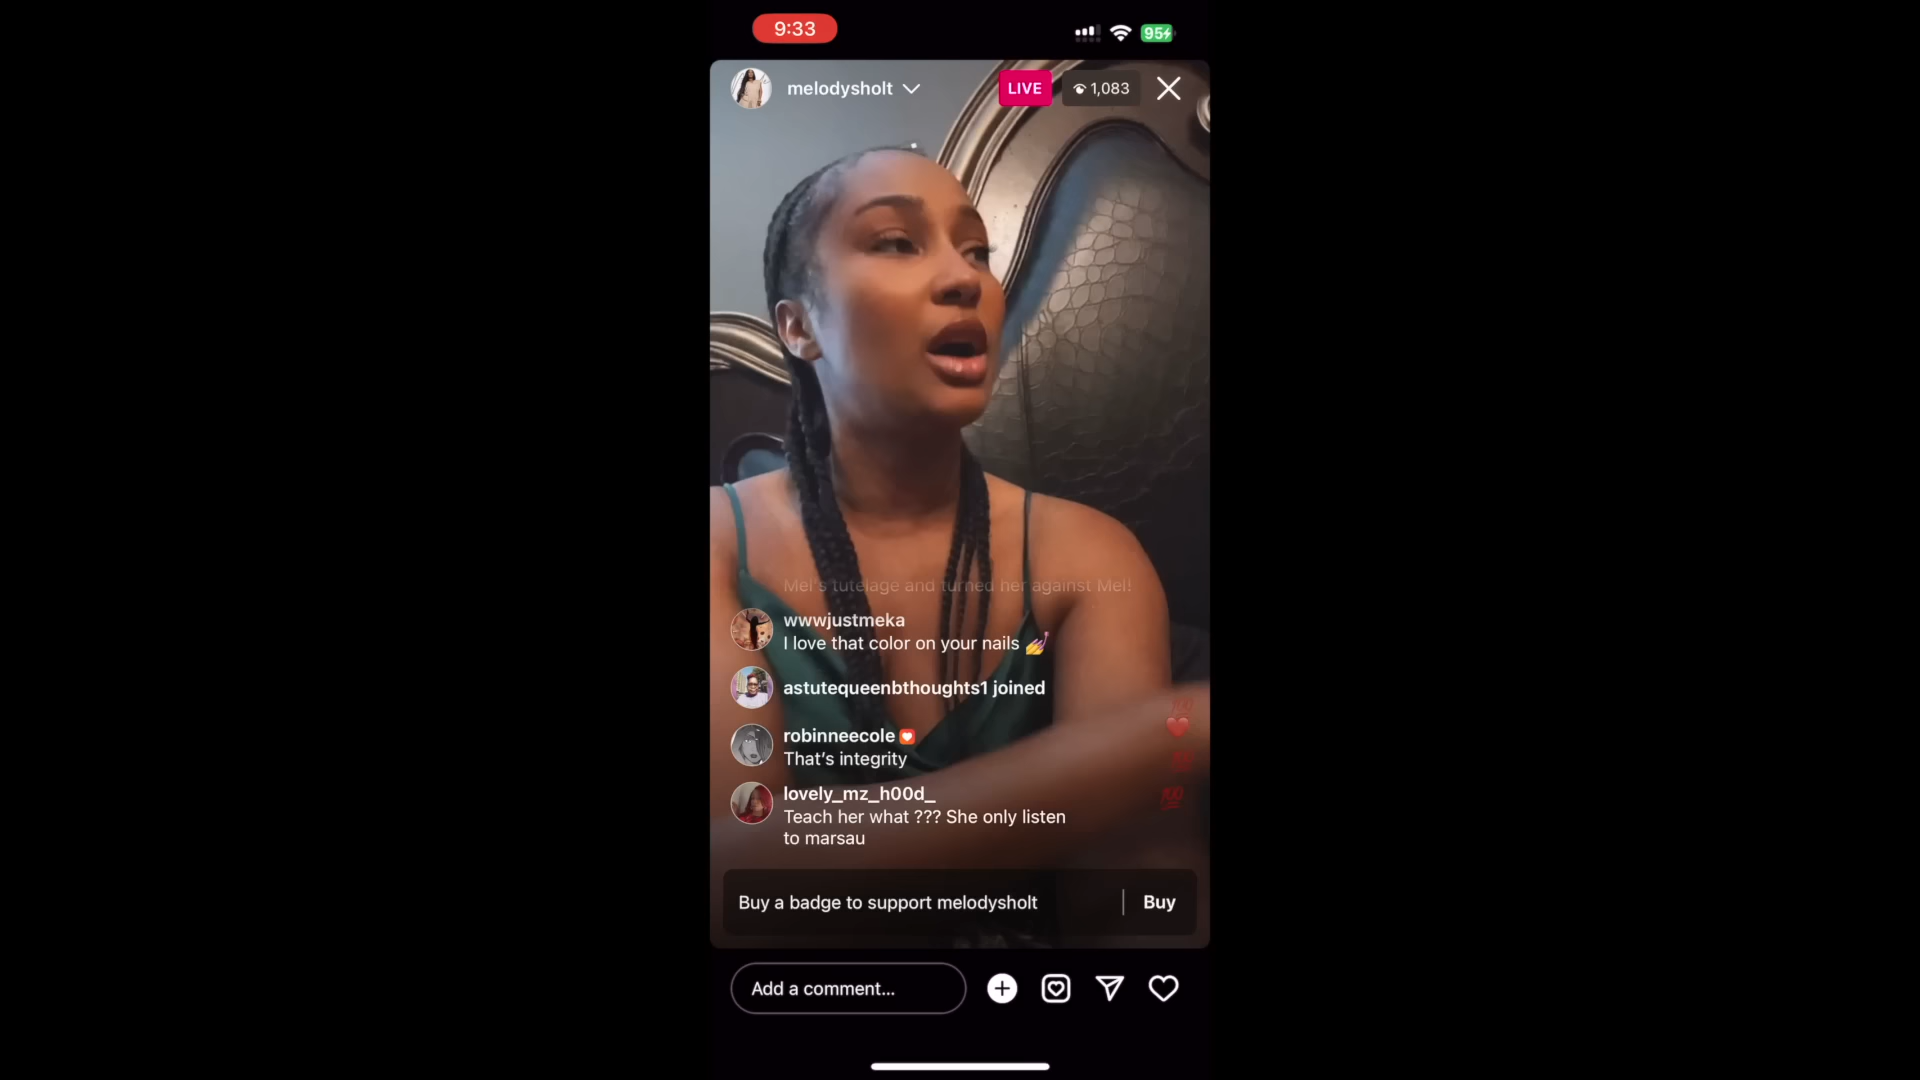 9:33
95
melodysholt
LIVE
1,083
Mel's tutelage and turned her against Mel!
wwwjustmeka
I love that color on your nails 💅
astutequeenbthoughts1 joined
robinneecole
That's integrity
lovely_mz_h00d_
Teach her what ??? She only listen
to marsau
Buy a badge to support melodysholt
Buy
Add a comment...